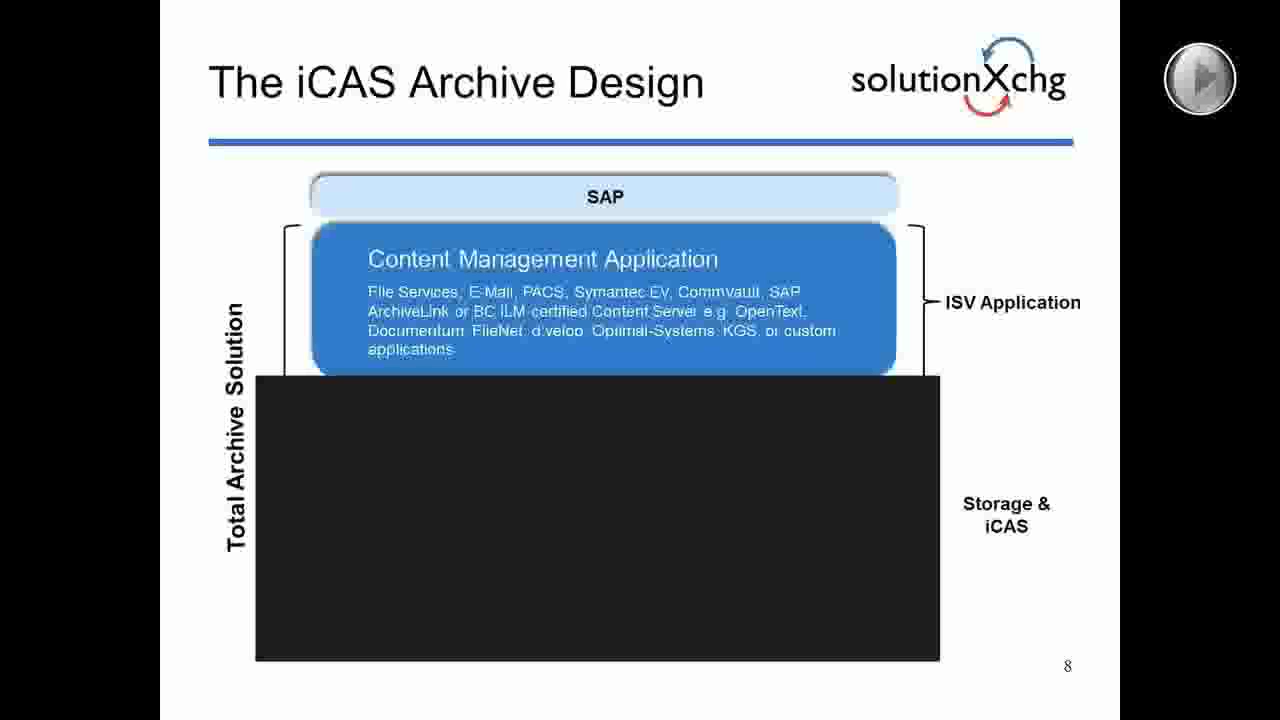 The iCAS Archive Design
solutionXchg
SAP
Content Management Application
File Services, E-Mail, PACS, Symantec EV, Commvault, SAP
ArchiveLink or BC ILM certified Content Server e.g. OpenText,
Documentum, FileNet, d.velop, Optimal-Systems, KGS, or custom
applications
ISV Application
Total Archive Solution
Storage &
iCAS
8